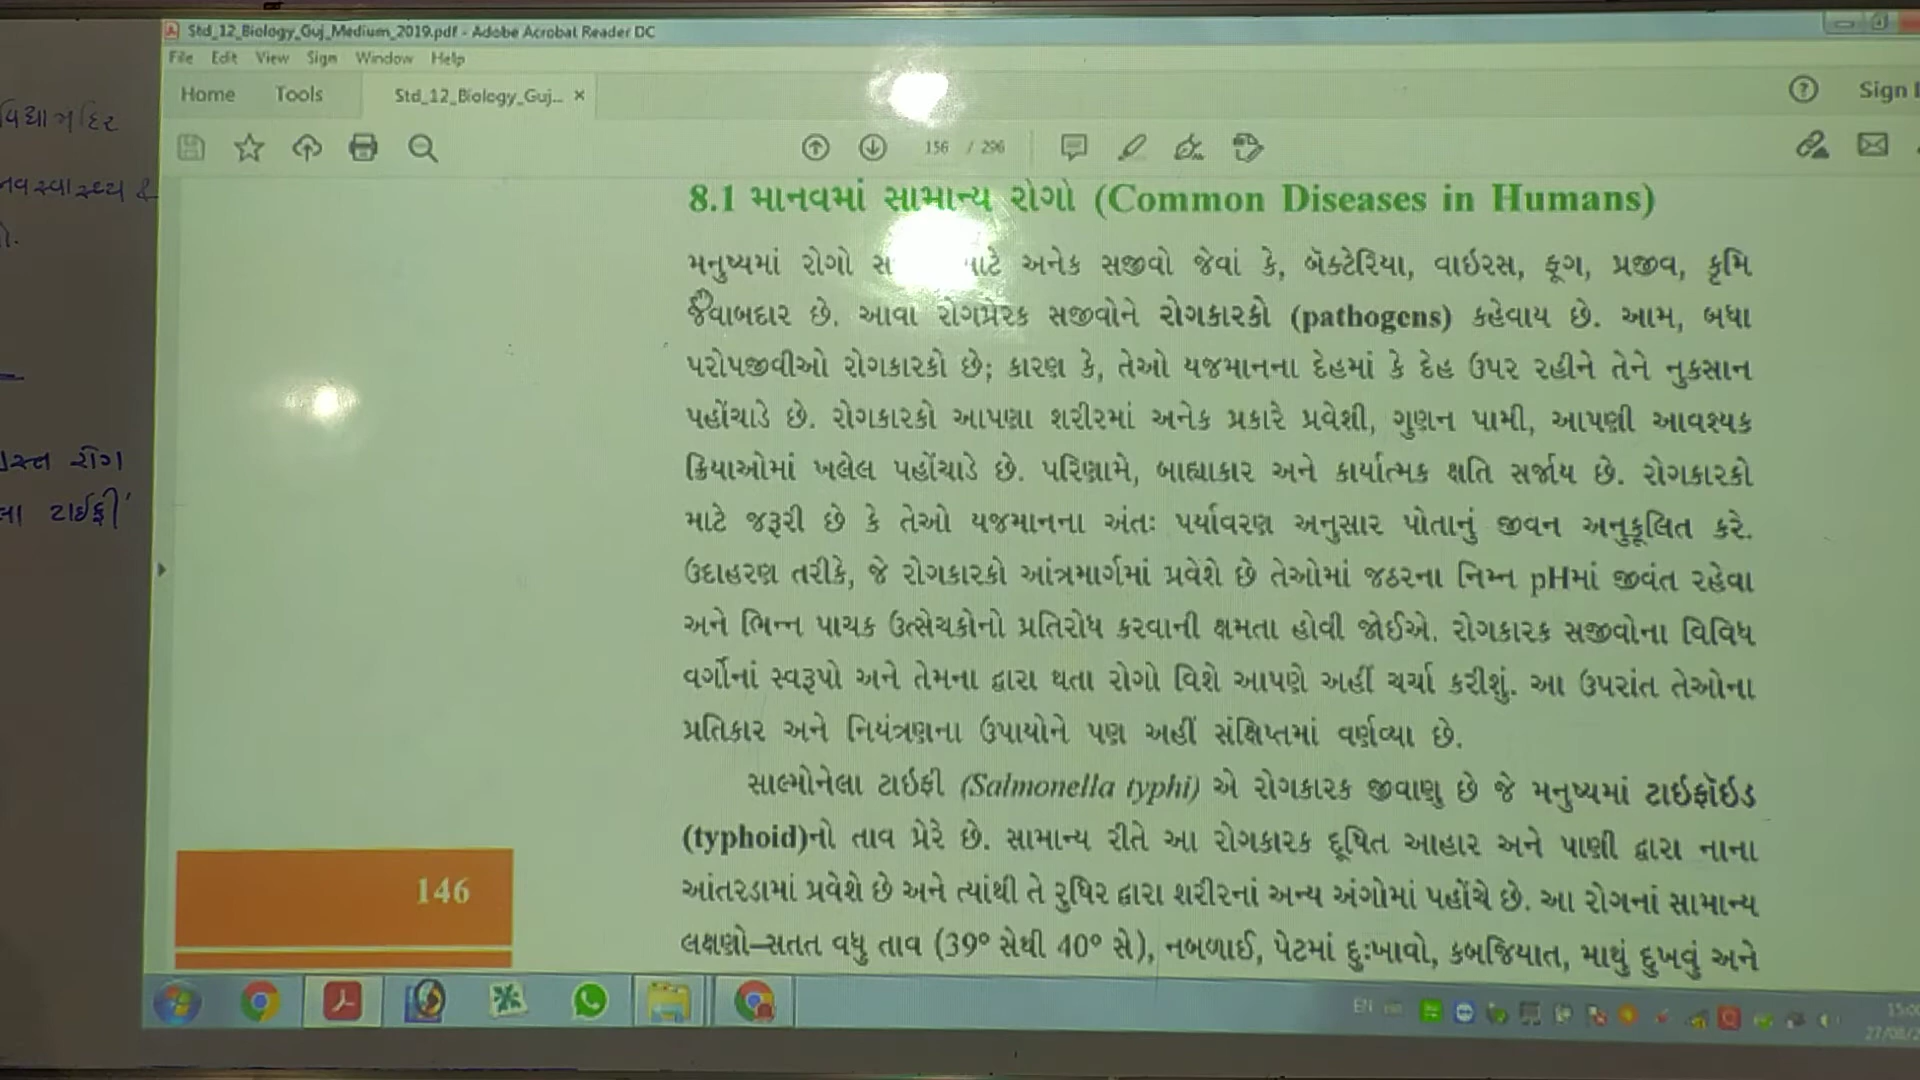 Std_12_Biology_Guj_Medium_2019.pdf - Adobe Acrobat Reader DC
File Edit View Sign Window Help
Home Tools Std_12_Biology_Guj... × Sign
156 / 296
વિદ્યામંદિર
8.1 માનવમાં સામાન્ય રોગો (Common Diseases in Humans)
મનુષ્યમાં રોગો માટે અનેક સજીવો જેવાં કે, બૅક્ટેરિયા, વાઇરસ, ફૂગ, પ્રજીવ, કૃમિ
જવાબદાર છે. આવા રોગપ્રેરક સજીવોને રોગકારકો (pathogens) કહેવાય છે. આમ, બધા
પરોપજીવીઓ રોગકારકો છે; કારણ કે, તેઓ યજમાનના દેહમાં કે દેહ ઉપર રહીને તેને નુકસાન
પહોંચાડે છે. રોગકારકો આપણા શરીરમાં અનેક પ્રકારે પ્રવેશી, ગુણન પામી, આપણી આવશ્યક
ક્રિયાઓમાં ખલેલ પહોંચાડે છે. પરિણામે, બાહ્યાકાર અને કાર્યાત્મક ક્ષતિ સર્જાય છે. રોગકારકો
માટે જરૂરી છે કે તેઓ યજમાનના અંતઃ પર્યાવરણ અનુસાર પોતાનું જીવન અનુકૂલિત કરે.
ઉદાહરણ તરીકે, જે રોગકારકો આંત્રમાર્ગમાં પ્રવેશે છે તેઓમાં જઠરના નિમ્ન pHમાં જીવંત રહેવા
અને ભિન્ન પાચક ઉત્સેચકોનો પ્રતિરોધ કરવાની ક્ષમતા હોવી જોઈએ. રોગકારક સજીવોના વિવિધ
વર્ગોનાં સ્વરૂપો અને તેમના દ્વારા થતા રોગો વિશે આપણે અહીં ચર્ચા કરીશું. આ ઉપરાંત તેઓના
પ્રતિકાર અને નિયંત્રણના ઉપાયોને પણ અહીં સંક્ષિપ્તમાં વર્ણવ્યા છે.
સાલ્મોનેલા ટાઇફી (Salmonella typhi) એ રોગકારક જીવાણુ છે જે મનુષ્યમાં ટાઇફૉઇડ
(typhoid)નો તાવ પ્રેરે છે. સામાન્ય રીતે આ રોગકારક દૂષિત આહાર અને પાણી દ્વારા નાના
આંતરડામાં પ્રવેશે છે અને ત્યાંથી તે રુધિર દ્વારા શરીરનાં અન્ય અંગોમાં પહોંચે છે. આ રોગનાં સામાન્ય
લક્ષણો–સતત વધુ તાવ (39° સેથી 40° સે), નબળાઈ, પેટમાં દુઃખાવો, કબજિયાત, માથું દુખવું અને
રોગ
ટાઈફી
146
EN